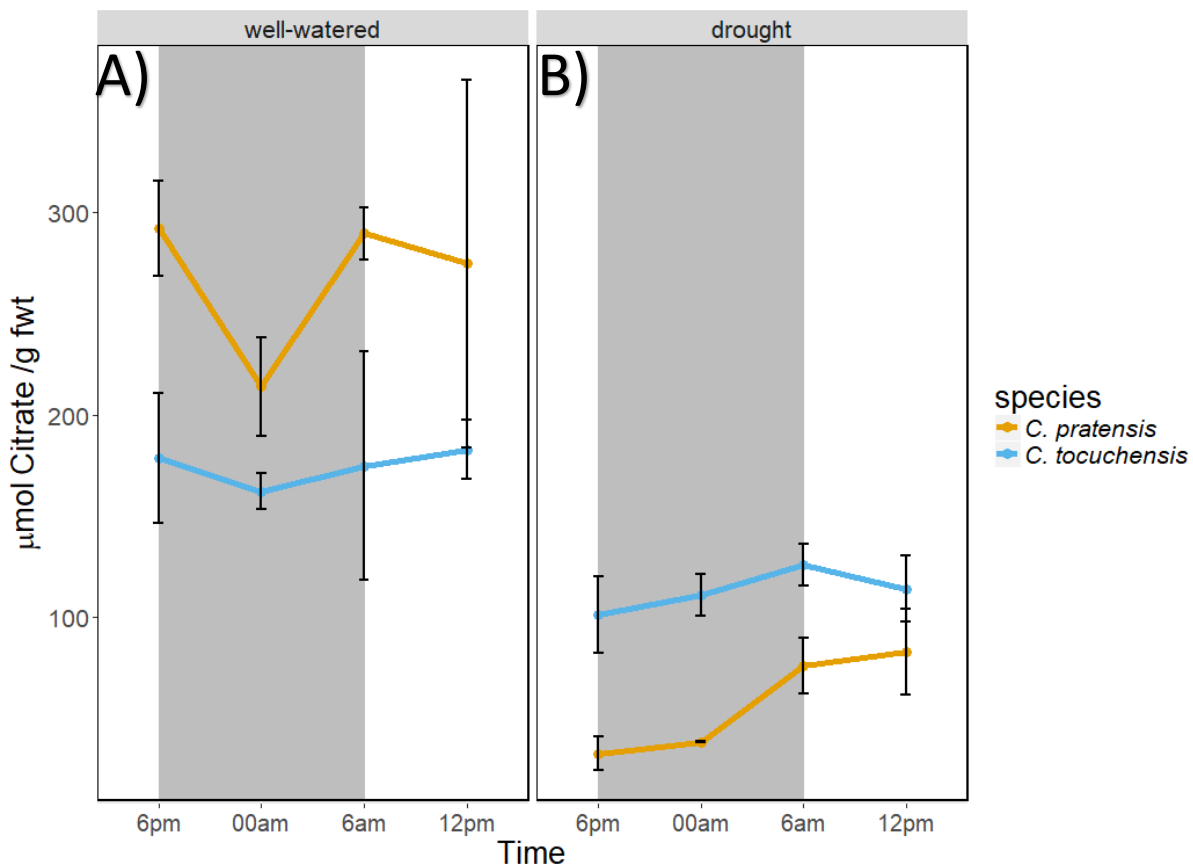 well-watered
drought
A)
B)
300
200
100
μmol Citrate /g fwt
6pm 00am 6am 12pm
6pm 00am 6am 12pm
Time
species
C. pratensis
C. tocuchensis